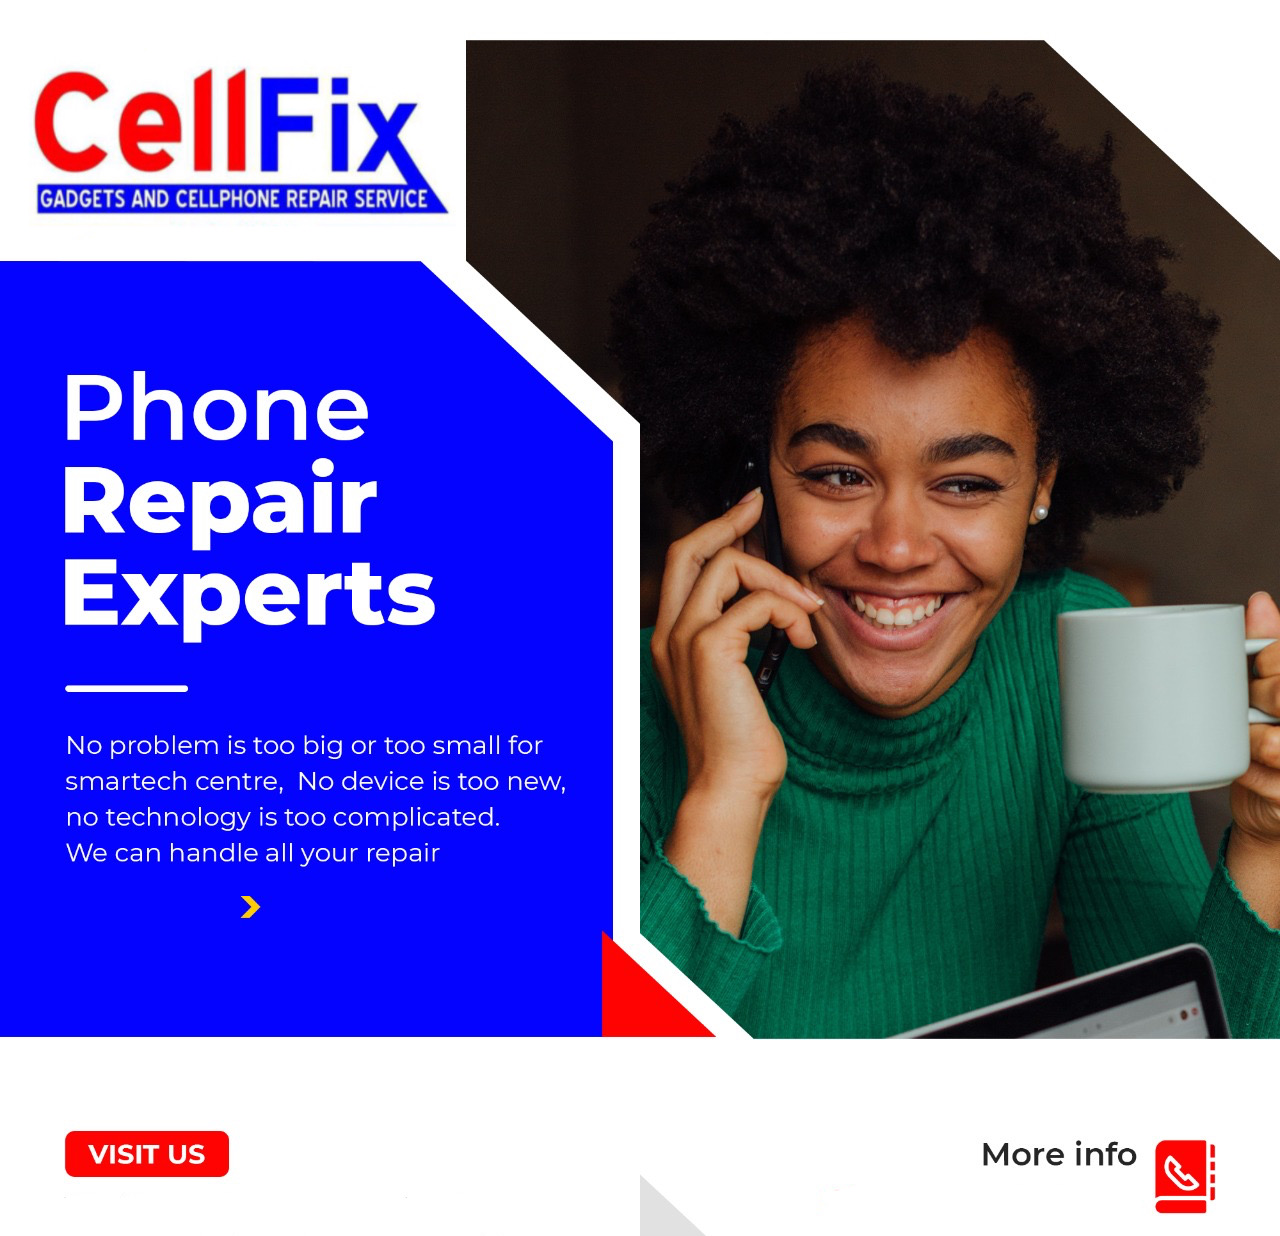 CellFix
GADGETS AND CELLPHONE REPAIR SERVICE
Phone
Repair
Experts
No problem is too big or too small for
smartech centre, No device is too new,
no technology is too complicated.
We can handle all your repair
VISIT US
More info